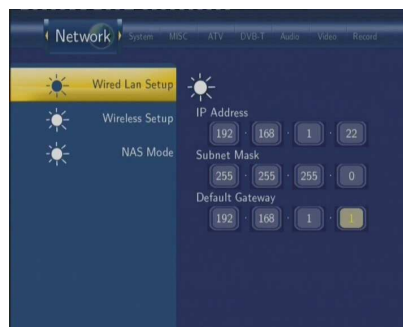 Network System MISC ATV DVB-T Audio Video Record
Wired Lan Setup
Wireless Setup
NAS Mode
IP Address
192 · 168 · 1 · 22
Subnet Mask
255 · 255 · 255 · 0
Default Gateway
192 · 168 · 1 · 1